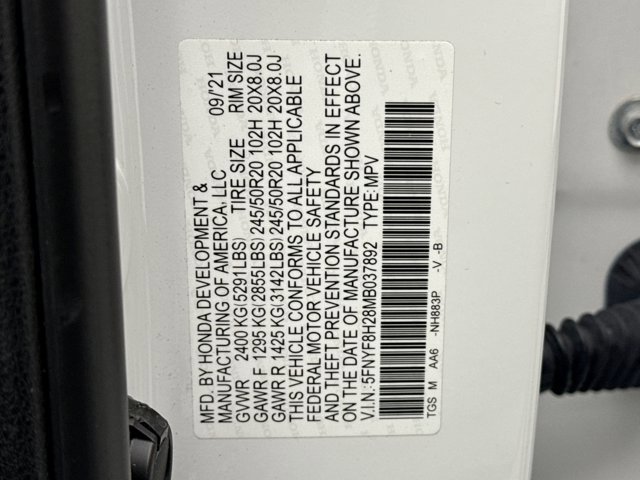 MFD. BY HONDA DEVELOPMENT & 09/'21
MANUFACTURING OF AMERICA, LLC
GVWR 2400 KG(5291LBS) TIRE SIZE RIM SIZE
GAWR F 1295 KG(2855LBS) 245/50R20 102H 20X8.0J
GAWR R 1425 KG(3142LBS) 245/50R20 102H 20X8.0J
THIS VEHICLE CONFORMS TO ALL APPLICABLE
FEDERAL MOTOR VEHICLE SAFETY
AND THEFT PREVENTION STANDARDS IN EFFECT
ON THE DATE OF MANUFACTURE SHOWN ABOVE.
V.I.N.:5FNYF8H28MB037892 TYPE:MPV
TGS M AA6 -NH883P -V -B